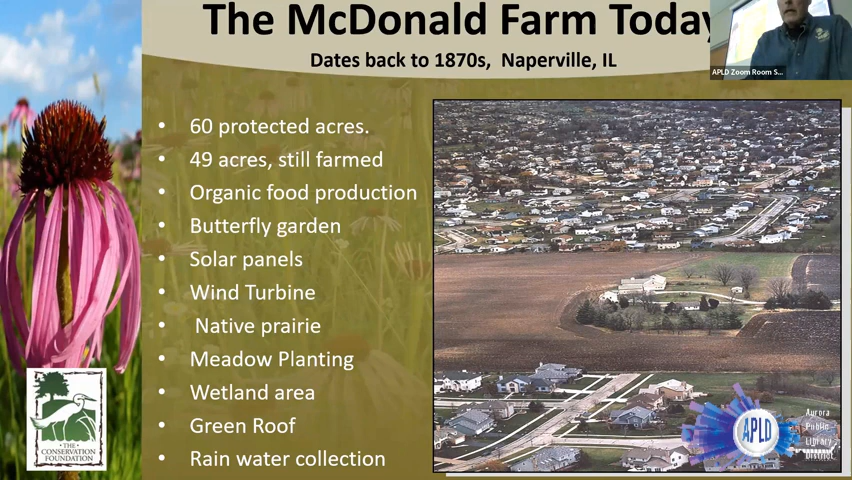 The McDonald Farm Today
Dates back to 1870s, Naperville, IL
APLD Zoom Room S...
• 60 protected acres.
• 49 acres, still farmed
• Organic food production
• Butterfly garden
• Solar panels
• Wind Turbine
• Native prairie
• Meadow Planting
• Wetland area
• Green Roof
• Rain water collection
• THE •
CONSERVATION
FOUNDATION
APLD
Aurora
Public
Library
District